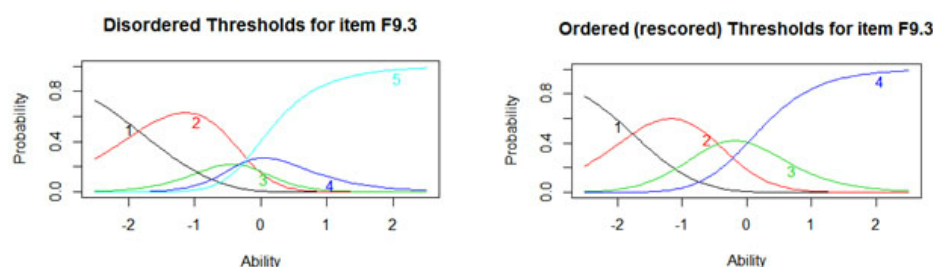 Disordered Thresholds for item F9.3
Probability
0.0 0.4 0.8
1 2 3 4 5
-2 -1 0 1 2
Ability
Ordered (rescored) Thresholds for item F9.3
Probability
0.0 0.4 0.8
1 2 3 4
-2 -1 0 1 2
Ability